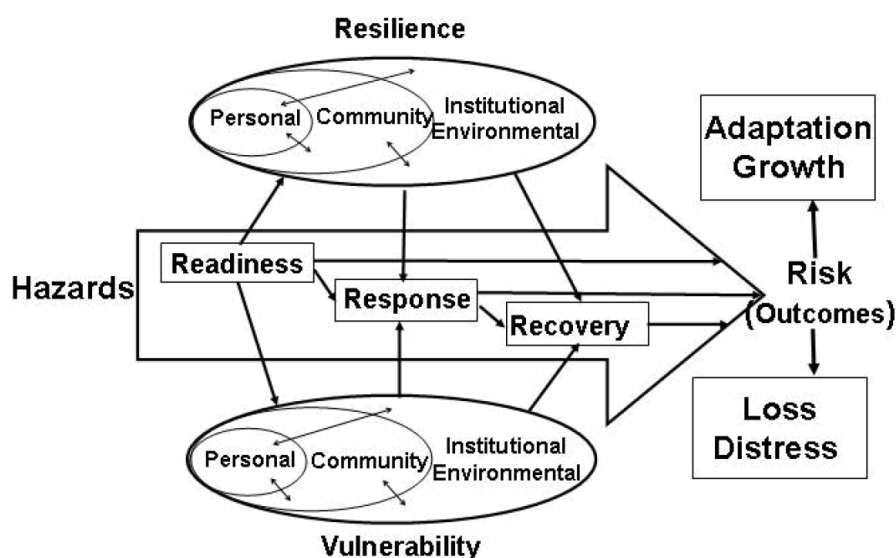 Resilience
Personal
Community
Institutional
Environmental
Adaptation
Growth
Hazards
Readiness
Response
Recovery
Risk
(Outcomes)
Loss
Distress
Personal
Community
Institutional
Environmental
Vulnerability